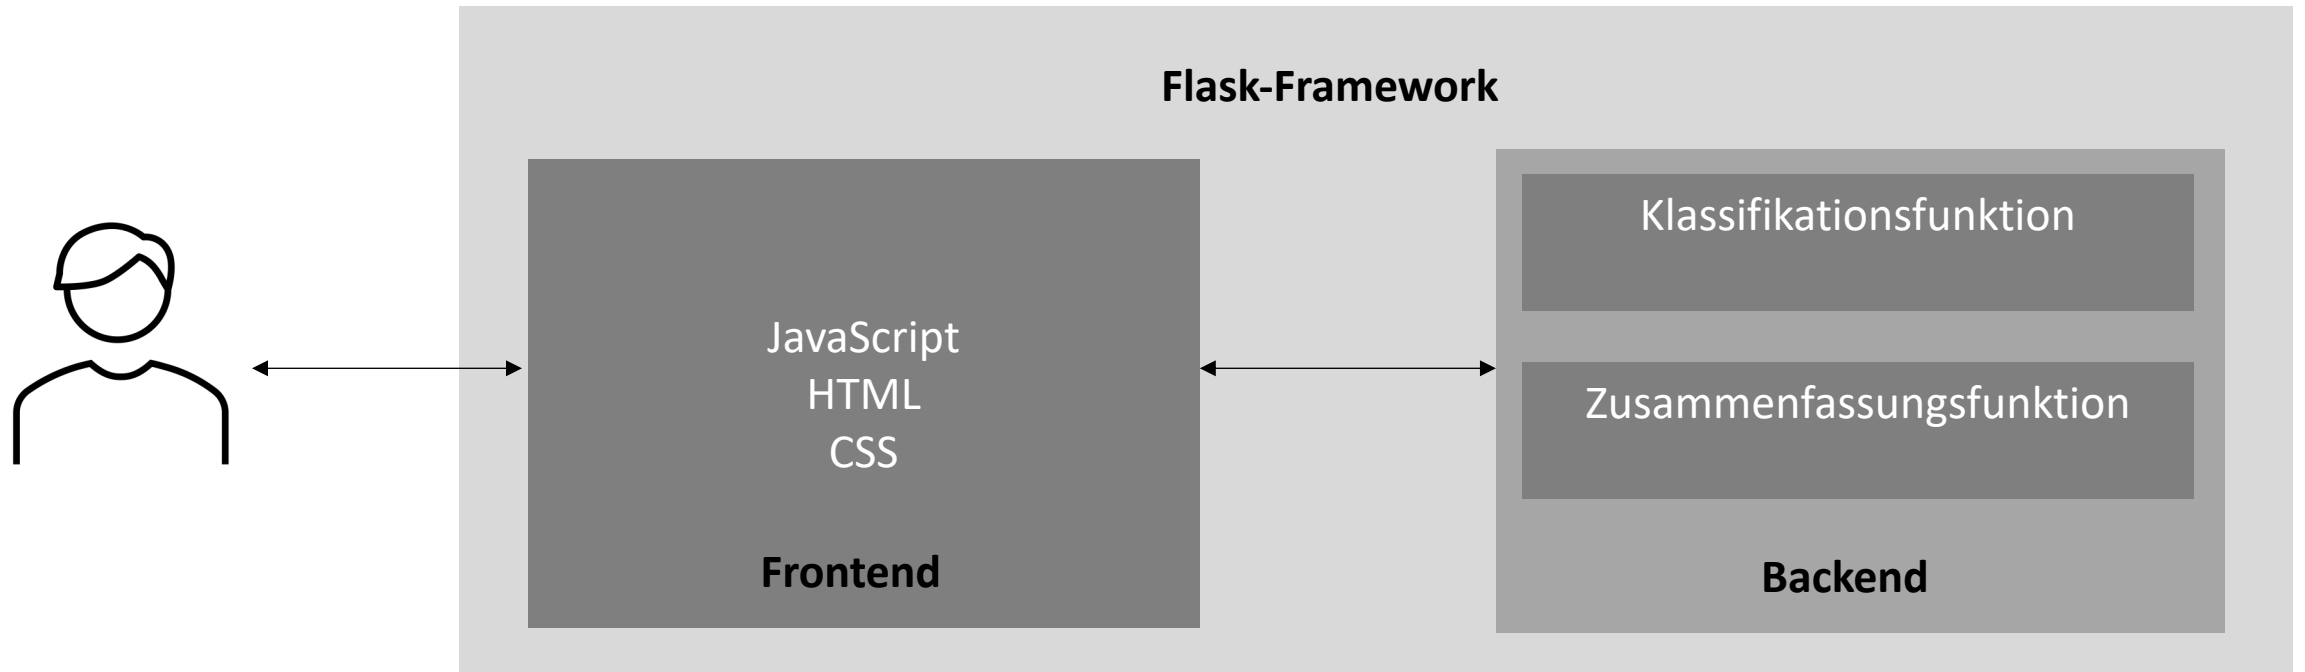 Flask-Framework
JavaScript
HTML
CSS
Frontend
Klassifikationsfunktion
Zusammenfassungsfunktion
Backend